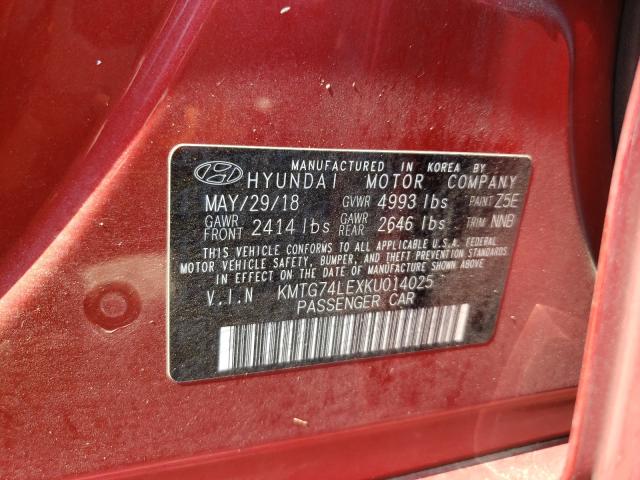 MANUFACTURED IN KOREA BY
HYUNDAI MOTOR COMPANY
MAY/29/18 GVWR 4993 lbs PAINT Z5E
GAWR FRONT 2414 lbs GAWR REAR 2646 lbs TRIM NNB
THIS VEHICLE CONFORMS TO ALL APPLICABLE U.S.A. FEDERAL
MOTOR VEHICLE SAFETY, BUMPER, AND THEFT PREVENTION
STANDARDS IN EFFECT ON THE DATE OF MANUFACTURE SHOWN ABOVE.
V.I.N KMTG74LEXKU014025
PASSENGER CAR